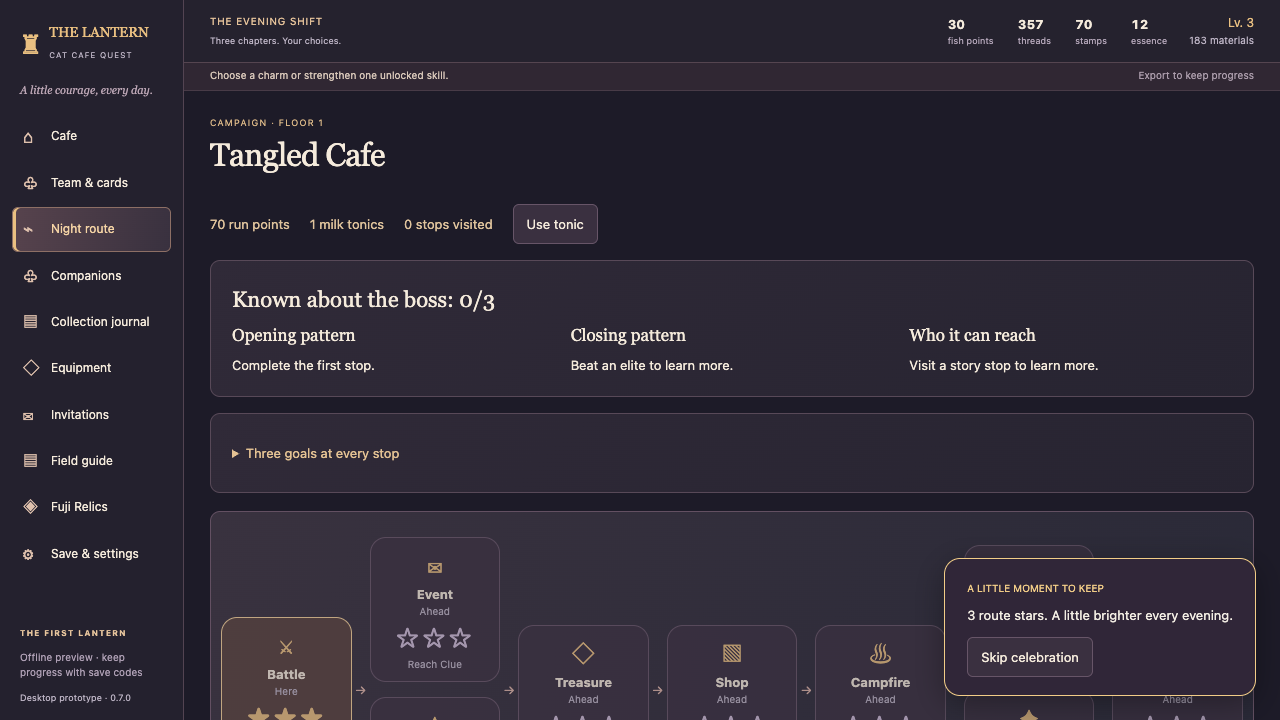 THE LANTERN
CAT CAFE QUEST
A little courage, every day.
Cafe
Team & cards
Night route
Companions
Collection journal
Equipment
Invitations
Field guide
Fuji Relics
Save & settings
THE FIRST LANTERN
Offline preview · keep
progress with save codes
Desktop prototype · 0.7.0
THE EVENING SHIFT
Three chapters. Your choices.
30
fish points
357
threads
70
stamps
12
essence
Lv. 3
183 materials
Choose a charm or strengthen one unlocked skill.
Export to keep progress
CAMPAIGN · FLOOR 1
Tangled Cafe
70 run points
1 milk tonics
0 stops visited
Use tonic
Known about the boss: 0/3
Opening pattern
Complete the first stop.
Closing pattern
Beat an elite to learn more.
Who it can reach
Visit a story stop to learn more.
Three goals at every stop
Battle
Here
Event
Ahead
Reach Clue
Treasure
Ahead
Shop
Ahead
Campfire
Ahead
Ahead
A LITTLE MOMENT TO KEEP
3 route stars. A little brighter every evening.
Skip celebration